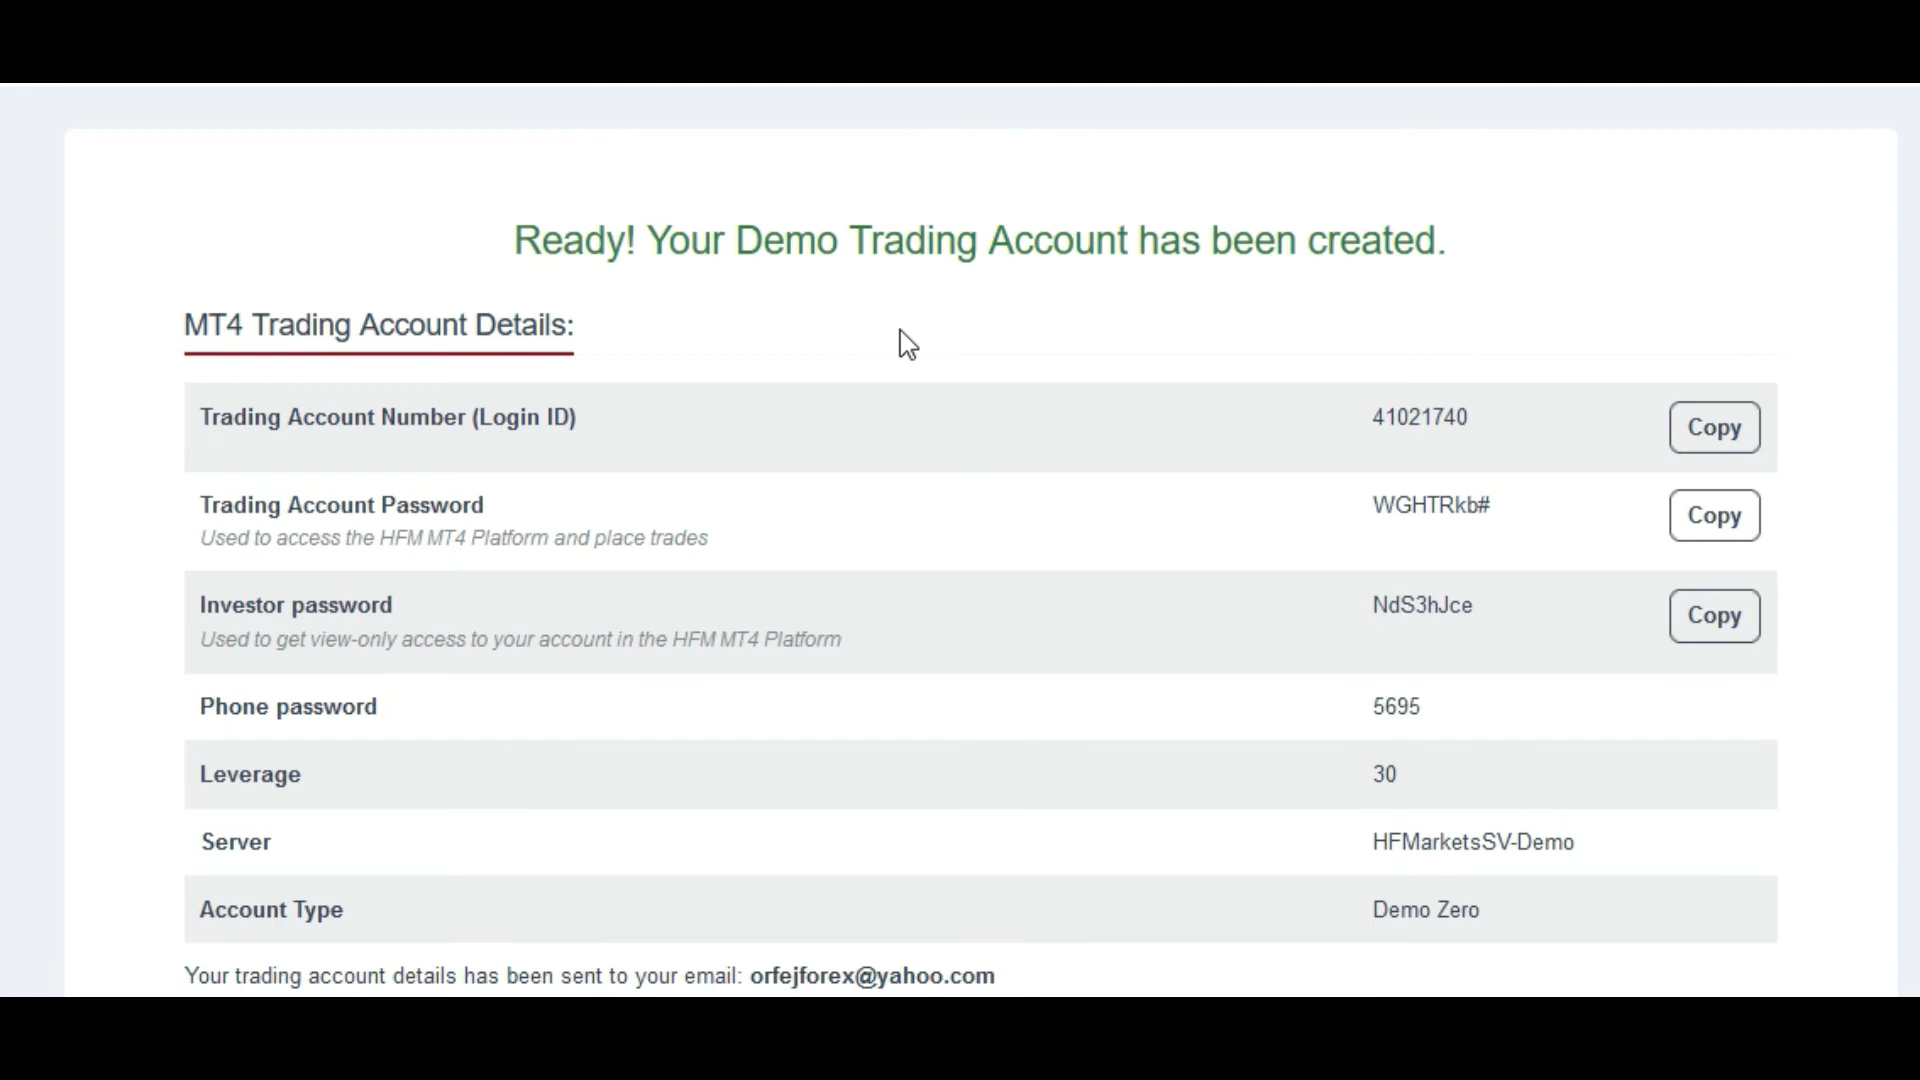 Ready! Your Demo Trading Account has been created.
MT4 Trading Account Details:
Trading Account Number (Login ID) 41021740 Copy
Trading Account Password WGHTRkb# Copy
Used to access the HFM MT4 Platform and place trades
Investor password NdS3hJce Copy
Used to get view-only access to your account in the HFM MT4 Platform
Phone password 5695
Leverage 30
Server HFMarketsSV-Demo
Account Type Demo Zero
Your trading account details has been sent to your email: orfejforex@yahoo.com